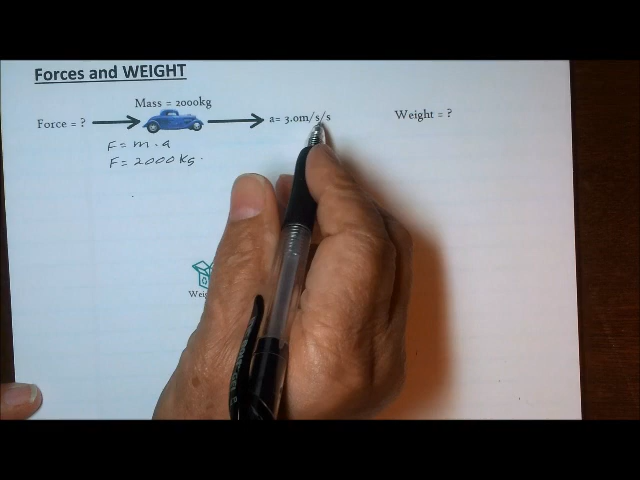 Forces and WEIGHT
Mass = 2000kg
Force = ?
a= 3.0m/s/s
Weight = ?
F = m . a
F = 2000 Kg .